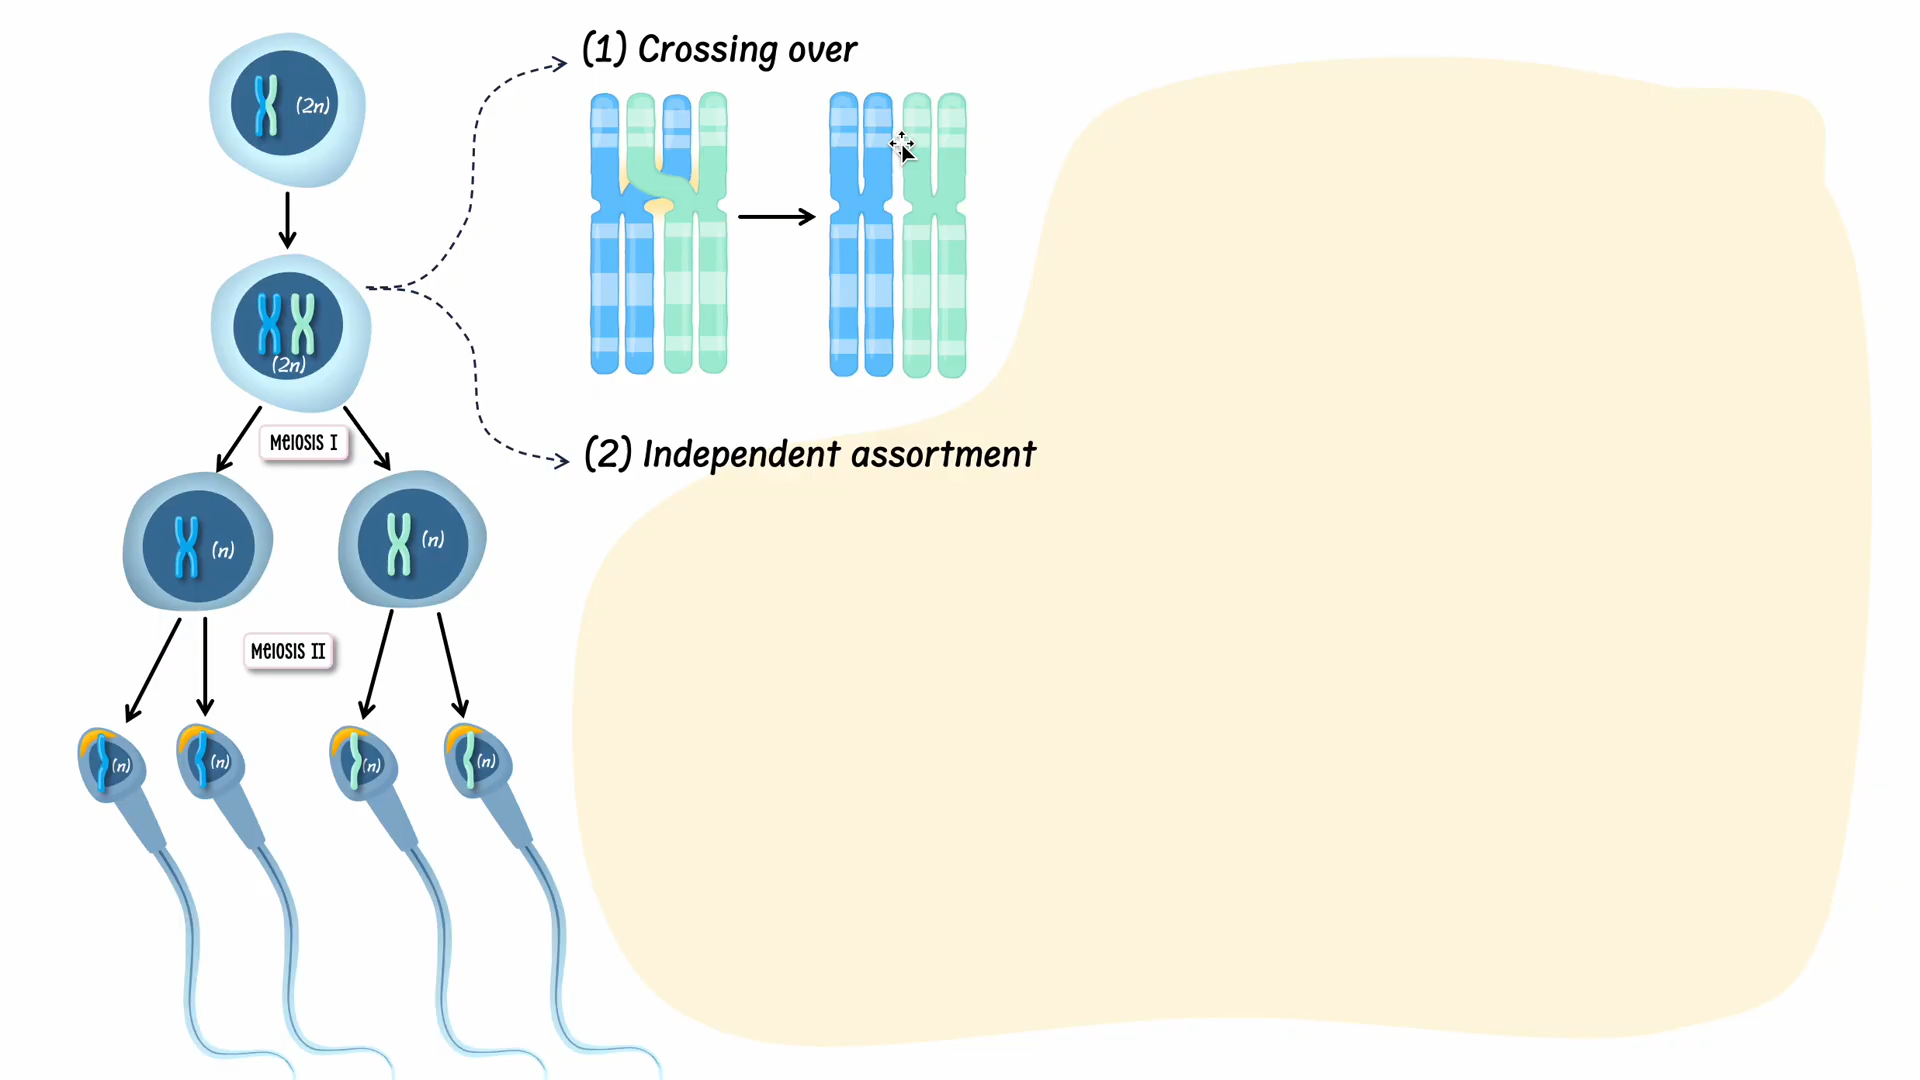 (1) Crossing over
(2n)
(2n)
Meiosis I
(2) Independent assortment
(n)
(n)
Meiosis II
(n)
(n)
(n)
(n)